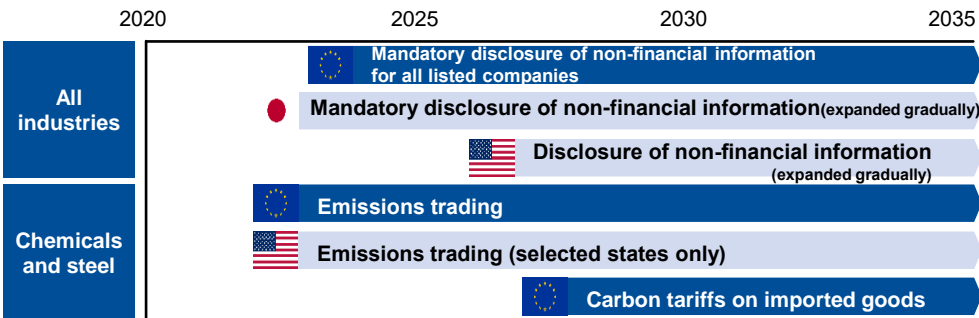 2020 2025 2030 2035
All
industries
Mandatory disclosure of non-financial information
for all listed companies
Mandatory disclosure of non-financial information(expanded gradually)
Disclosure of non-financial information
(expanded gradually)
Chemicals
and steel
Emissions trading
Emissions trading (selected states only)
Carbon tariffs on imported goods